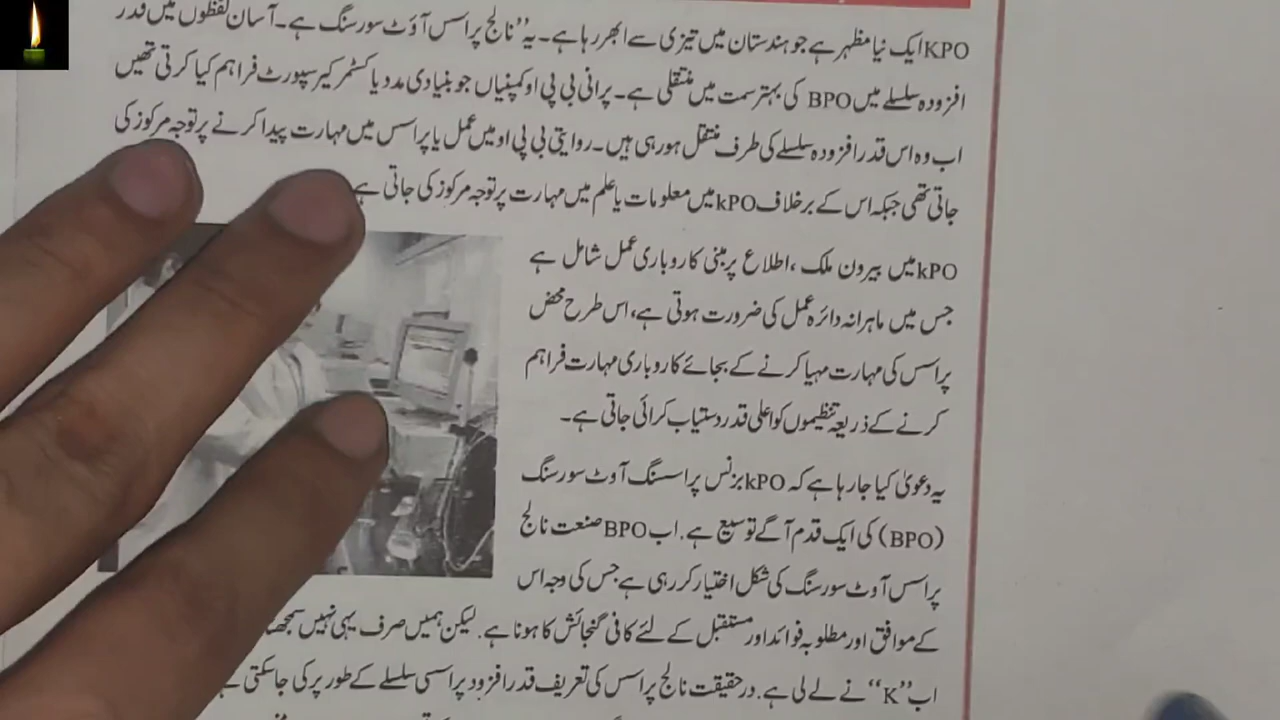 KPO ایک نیا مظہر ہے جو ہندستان میں تیزی سے ابھر رہا ہے۔ یہ ”نالج پراسس آؤٹ سورسنگ ہے۔ آسان لفظوں میں قدر
افزودہ سلسلے میں BPO کی بہتر سمت میں منتقلی ہے۔ پرانی بی پی او کمپنیاں جو بنیادی مدد یا کسٹمر کیر سپورٹ فراہم کیا کرتی تھیں
اب وہ اس قدر افزودہ سلسلے کی طرف منتقل ہو رہی ہیں۔ روایتی بی پی او میں عمل یا پراسس میں مہارت پیدا کرنے پر توجہ مرکوز کی
جاتی تھی جبکہ اس کے برخلاف kPO میں معلومات یا علم میں مہارت پر توجہ مرکوز کی جاتی ہے
kPO میں بیرون ملک، اطلاع پر مبنی کاروباری عمل شامل ہے
جس میں ماہرانہ دائرہ عمل کی ضرورت ہوتی ہے، اس طرح محض
پراسس کی مہارت مہیا کرنے کے بجائے کاروباری مہارت فراہم
کرنے کے ذریعہ تنظیموں کو اعلی قدر دستیاب کرائی جاتی ہے۔
یہ دعویٰ کیا جا رہا ہے کہ kPO بزنس پراسسنگ آوٹ سورسنگ
(BPO) کی ایک قدم آگے توسیع ہے. اب BPO صنعت نالج
پراسس آوٹ سورسنگ کی شکل اختیار کر رہی ہے جس کی وجہ اس
کے موافق اور مطلوبہ فوائد اور مستقبل کے لئے کافی گنجائش کا ہونا ہے. لیکن ہمیں صرف یہی نہیں
اب ”K“ نے لے لی ہے. در حقیقت نالج پراسس کی تعریف قدر افزود پراسسی سلسلے کے طور پر کی جا سکتی